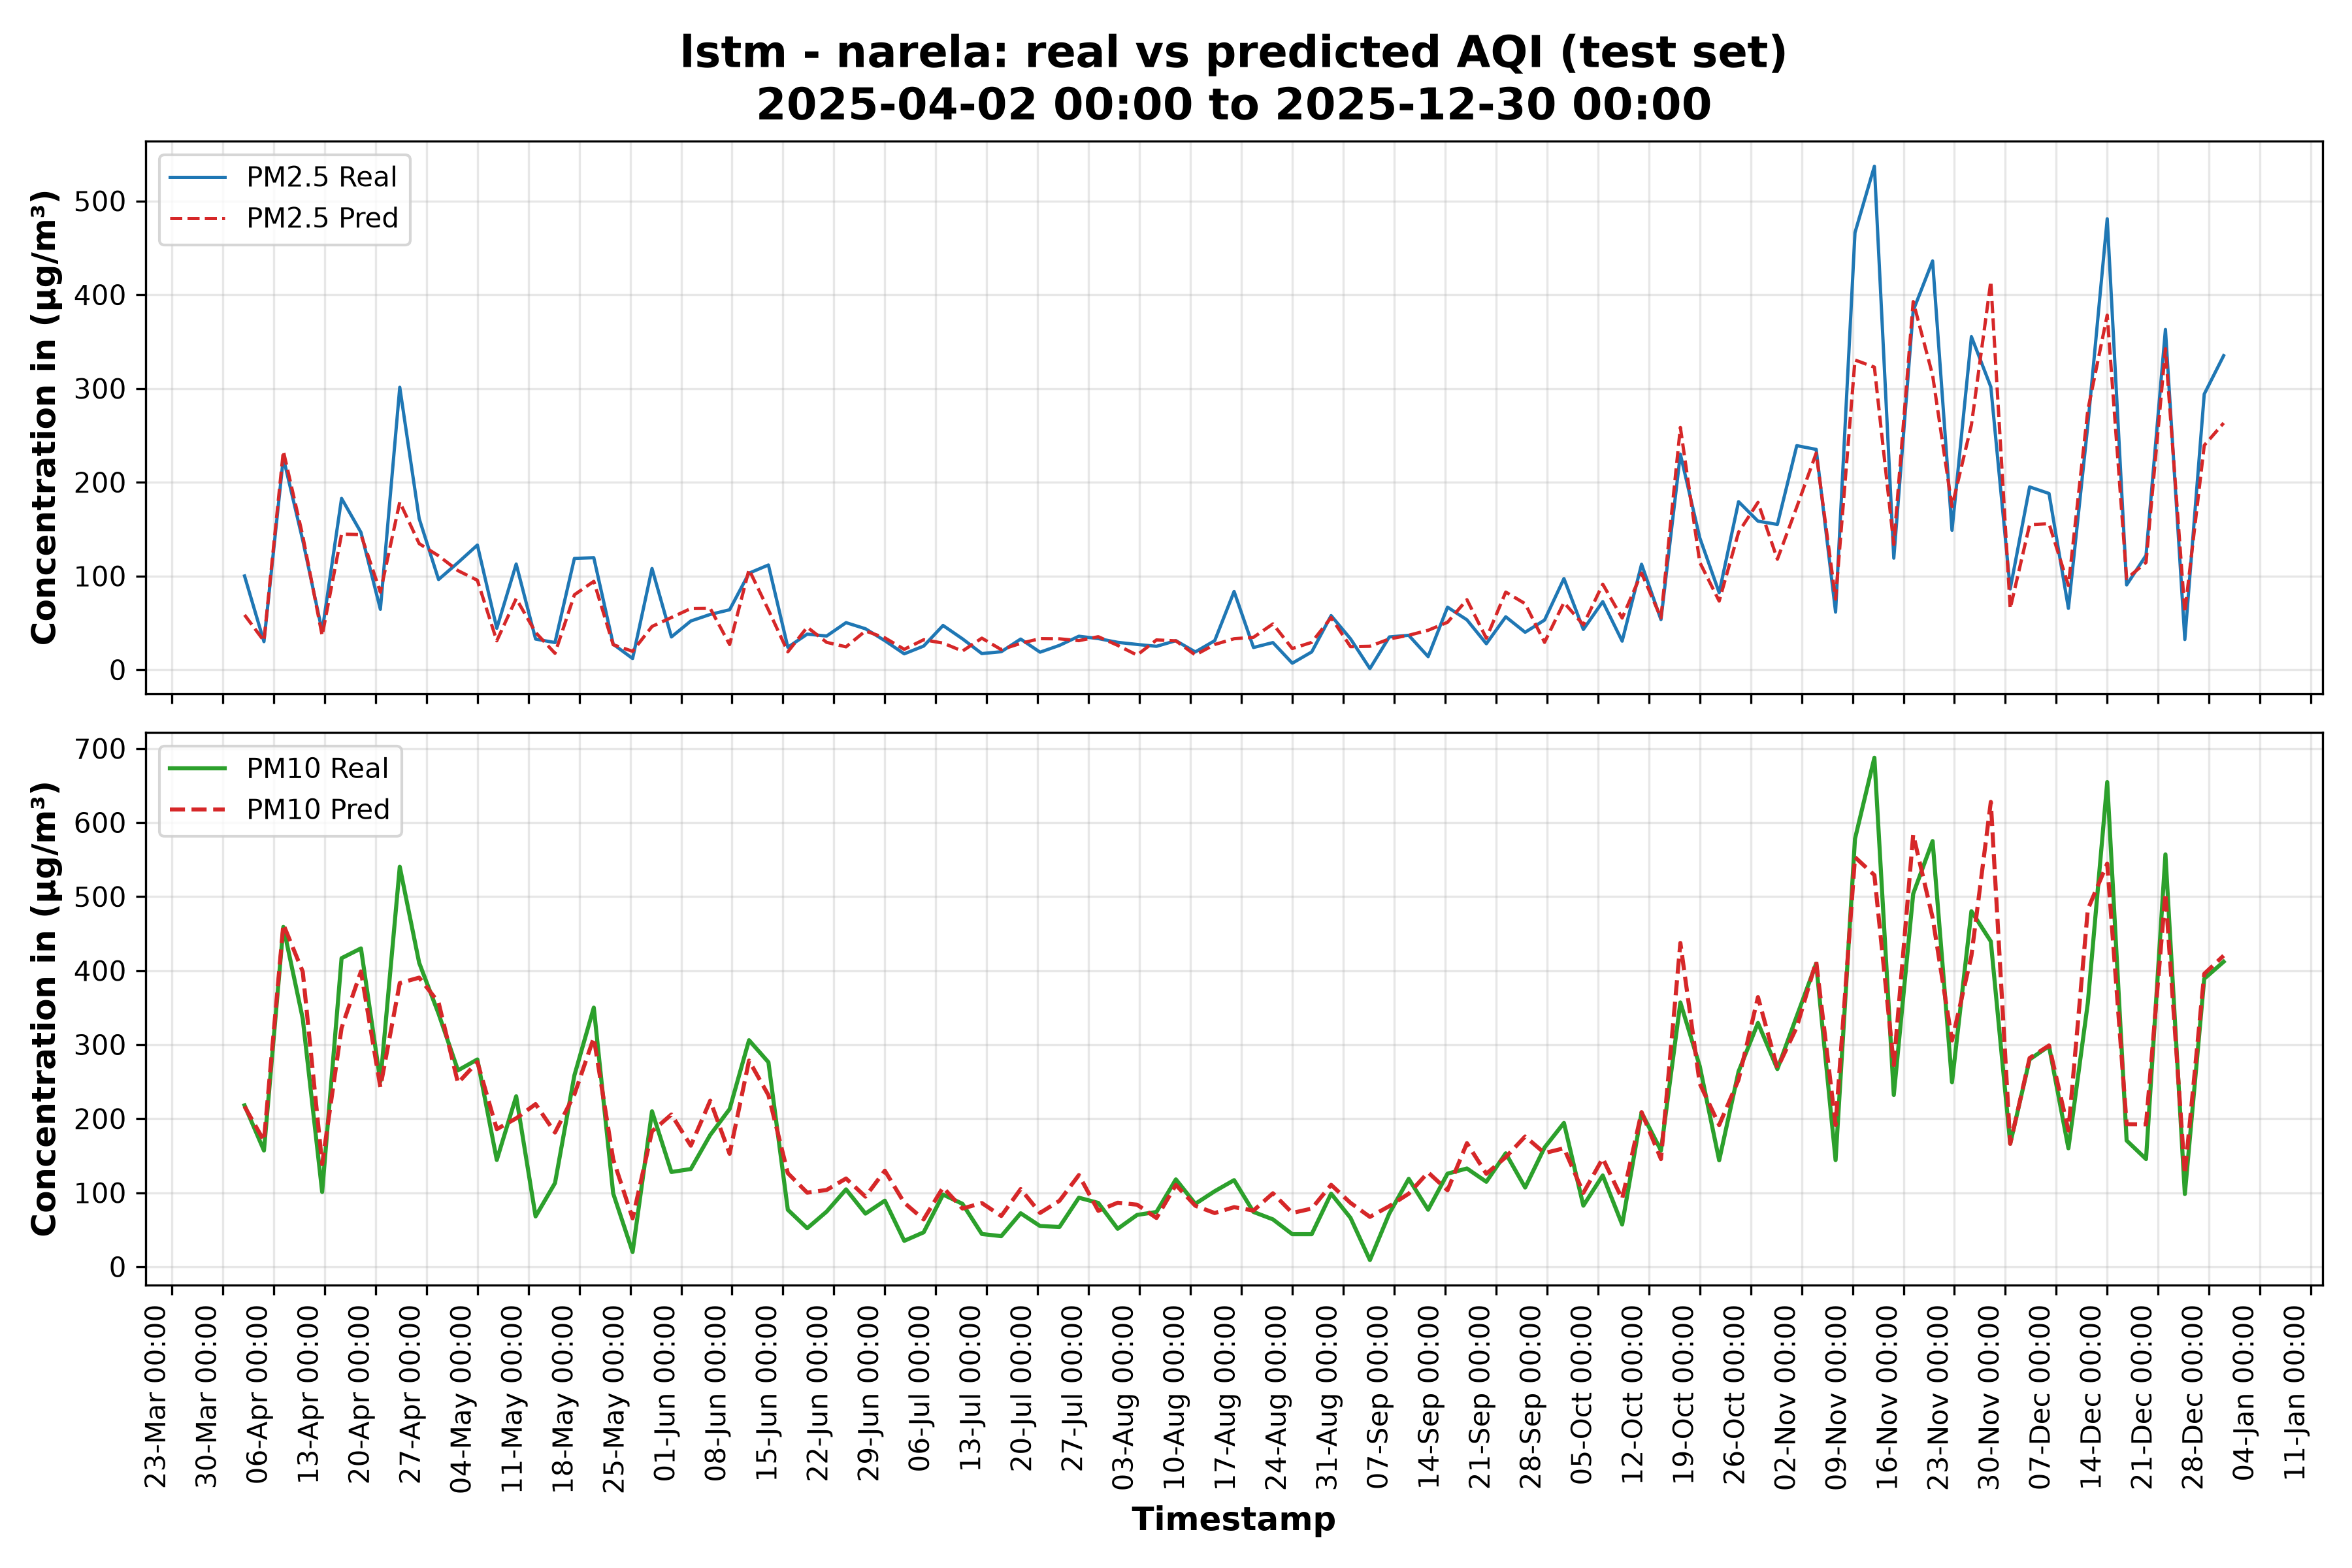 lstm - narela: real vs predicted AQI (test set)
2025-04-02 00:00 to 2025-12-30 00:00
Concentration in (µg/m³)
500
400
300
200
100
0
PM2.5 Real
PM2.5 Pred
Concentration in (µg/m³)
700
600
500
400
300
200
100
0
PM10 Real
PM10 Pred
23-Mar 00:00
30-Mar 00:00
06-Apr 00:00
13-Apr 00:00
20-Apr 00:00
27-Apr 00:00
04-May 00:00
11-May 00:00
18-May 00:00
25-May 00:00
01-Jun 00:00
08-Jun 00:00
15-Jun 00:00
22-Jun 00:00
29-Jun 00:00
06-Jul 00:00
13-Jul 00:00
20-Jul 00:00
27-Jul 00:00
03-Aug 00:00
10-Aug 00:00
17-Aug 00:00
24-Aug 00:00
31-Aug 00:00
07-Sep 00:00
14-Sep 00:00
21-Sep 00:00
28-Sep 00:00
05-Oct 00:00
12-Oct 00:00
19-Oct 00:00
26-Oct 00:00
02-Nov 00:00
09-Nov 00:00
16-Nov 00:00
23-Nov 00:00
30-Nov 00:00
07-Dec 00:00
14-Dec 00:00
21-Dec 00:00
28-Dec 00:00
04-Jan 00:00
11-Jan 00:00
Timestamp